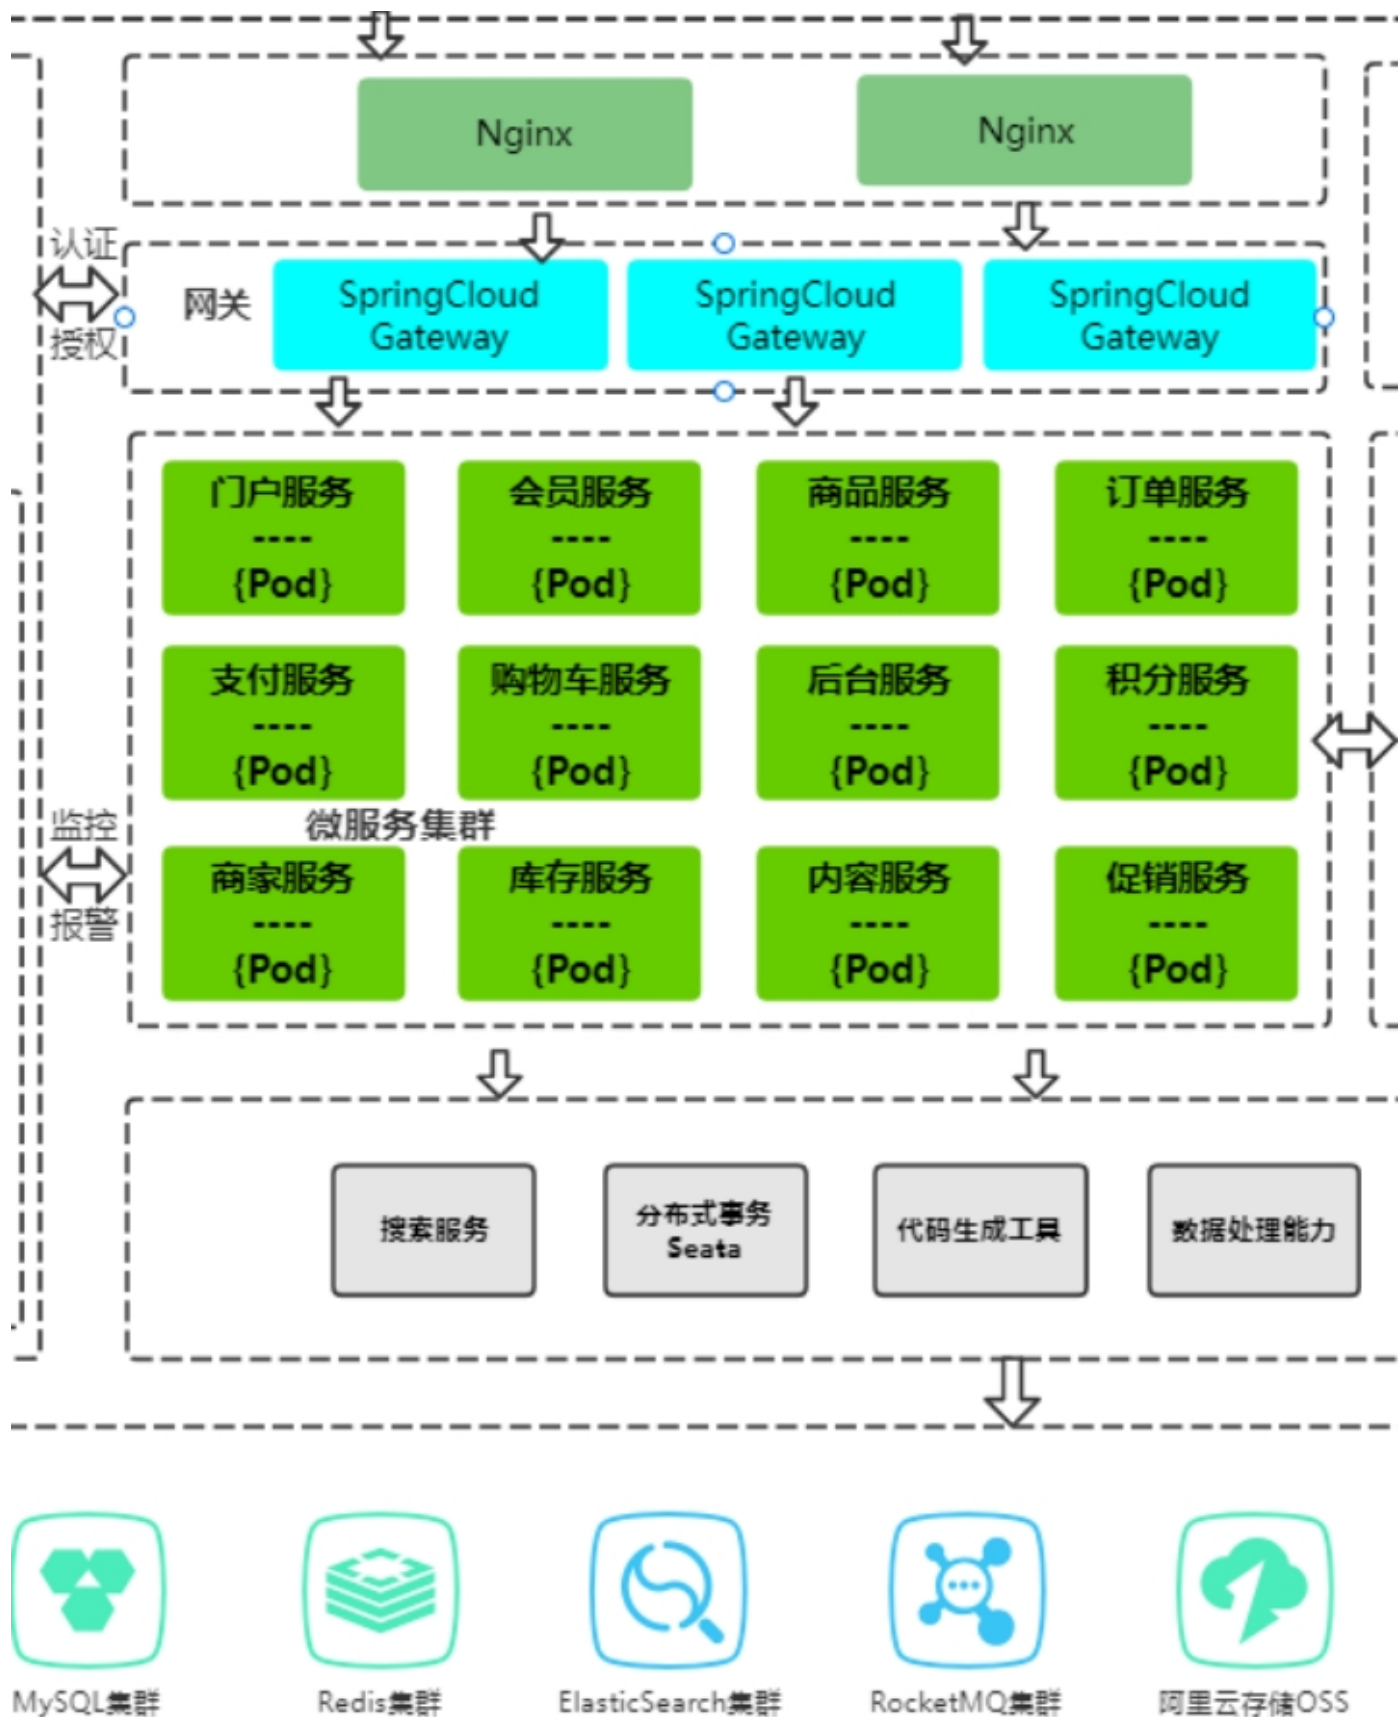 Nginx
Nginx
认证
授权
网关
SpringCloud
Gateway
SpringCloud
Gateway
SpringCloud
Gateway
门户服务
----
{Pod}
会员服务
----
{Pod}
商品服务
----
{Pod}
订单服务
----
{Pod}
支付服务
----
{Pod}
购物车服务
----
{Pod}
后台服务
----
{Pod}
积分服务
----
{Pod}
微服务集群
监控
报警
商家服务
----
{Pod}
库存服务
----
{Pod}
内容服务
----
{Pod}
促销服务
----
{Pod}
搜索服务
分布式事务
Seata
代码生成工具
数据处理能力
MySQL集群
Redis集群
ElasticSearch集群
RocketMQ集群
阿里云存储OSS